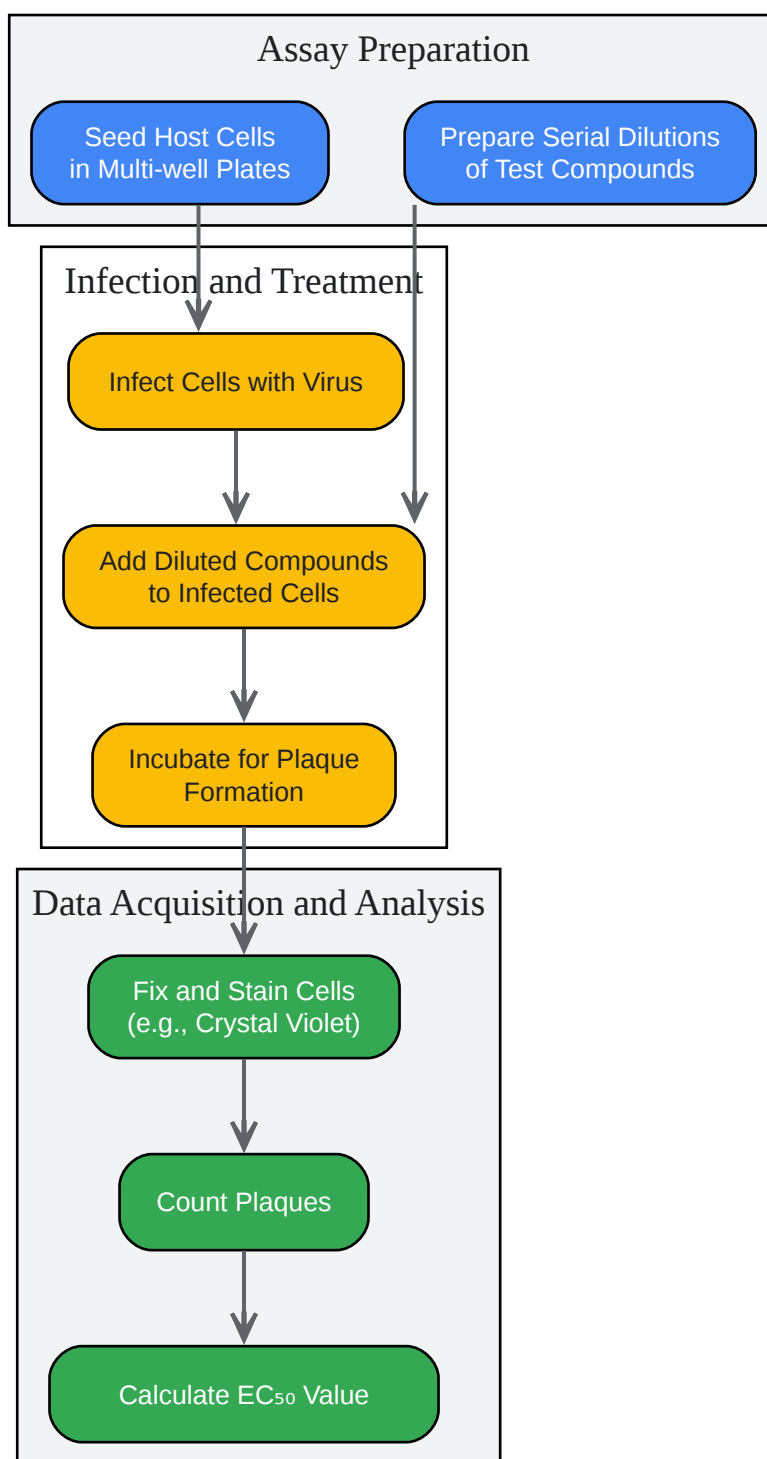 Assay Preparation
Seed Host Cells
in Multi-well Plates
Prepare Serial Dilutions
of Test Compounds
Infection and Treatment
Infect Cells with Virus
Add Diluted Compounds
to Infected Cells
Incubate for Plaque
Formation
Data Acquisition and Analysis
Fix and Stain Cells
(e.g., Crystal Violet)
Count Plaques
Calculate EC₅₀ Value